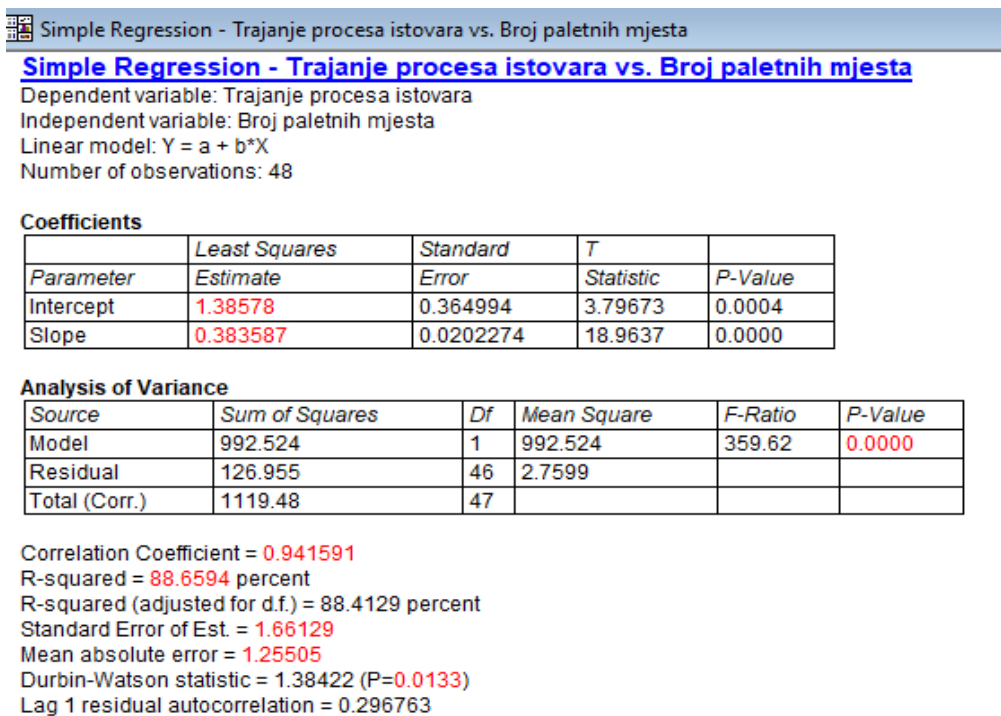 Simple Regression - Trajanje procesa istovara vs. Broj paletnih mjesta
Simple Regression - Trajanje procesa istovara vs. Broj paletnih mjesta
Dependent variable: Trajanje procesa istovara
Independent variable: Broj paletnih mjesta
Linear model: Y = a + b*X
Number of observations: 48
Coefficients
Least Squares Standard T
Parameter Estimate Error Statistic P-Value
Intercept 1.38578 0.364994 3.79673 0.0004
Slope 0.383587 0.0202274 18.9637 0.0000
Analysis of Variance
Source Sum of Squares Df Mean Square F-Ratio P-Value
Model 992.524 1 992.524 359.62 0.0000
Residual 126.955 46 2.7599
Total (Corr.) 1119.48 47
Correlation Coefficient = 0.941591
R-squared = 88.6594 percent
R-squared (adjusted for d.f.) = 88.4129 percent
Standard Error of Est. = 1.66129
Mean absolute error = 1.25505
Durbin-Watson statistic = 1.38422 (P=0.0133)
Lag 1 residual autocorrelation = 0.296763